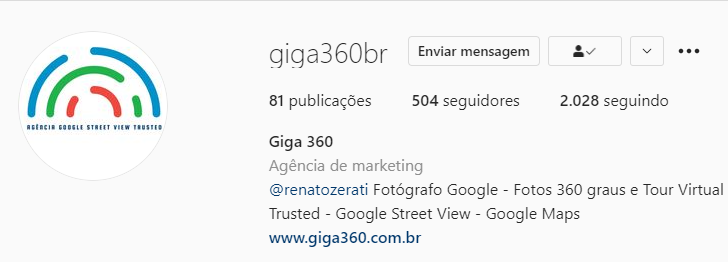 giga360br
Enviar mensagem
81 publicações
504 seguidores
2.028 seguindo
AGÊNCIA GOOGLE STREET VIEW TRUSTED
Giga 360
Agência de marketing
@renatozerati Fotógrafo Google - Fotos 360 graus e Tour Virtual
Trusted - Google Street View - Google Maps
www.giga360.com.br